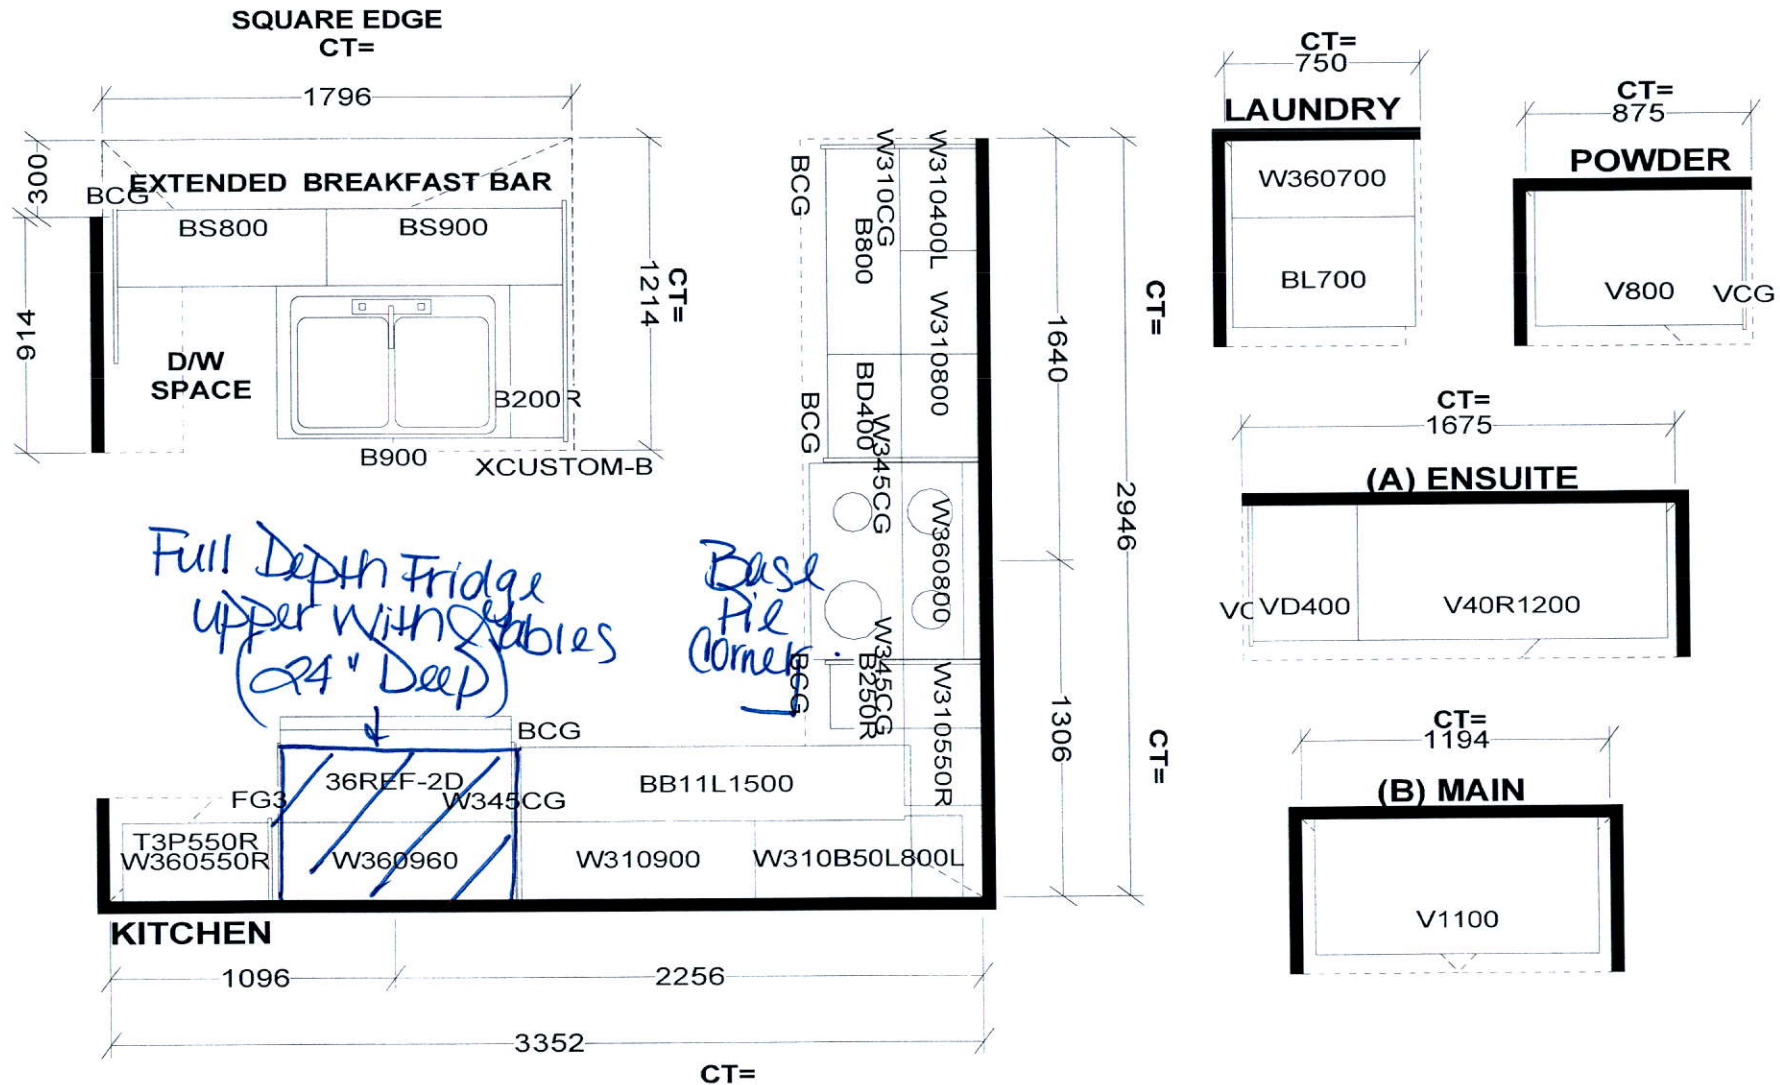 SQUARE EDGE
CT=
1796
300
BCG
EXTENDED BREAKFAST BAR
BS800
BS900
914
D/W
SPACE
B200R
B900
XCUSTOM-B
1214
CT=
BCG
W310CG
W310400L
B800
W310800
BCG
BD400
W345CG
W360800
BCG
W345CG
B250R
W310550R
1640
1306
2946
CT=
CT=
Full Depth Fridge
upper with Gables
(24" Deep)
Base
Pie
Corner
BCG
36REF-2D
FG3
W345CG
BB11L1500
T3P550R
W360550R
W360960
W310900
W310B50L800L
KITCHEN
1096
2256
3352
CT=
CT=
750
LAUNDRY
W360700
BL700
CT=
875
POWDER
V800
VCG
CT=
1675
(A) ENSUITE
VC
VD400
V40R1200
CT=
1194
(B) MAIN
V1100